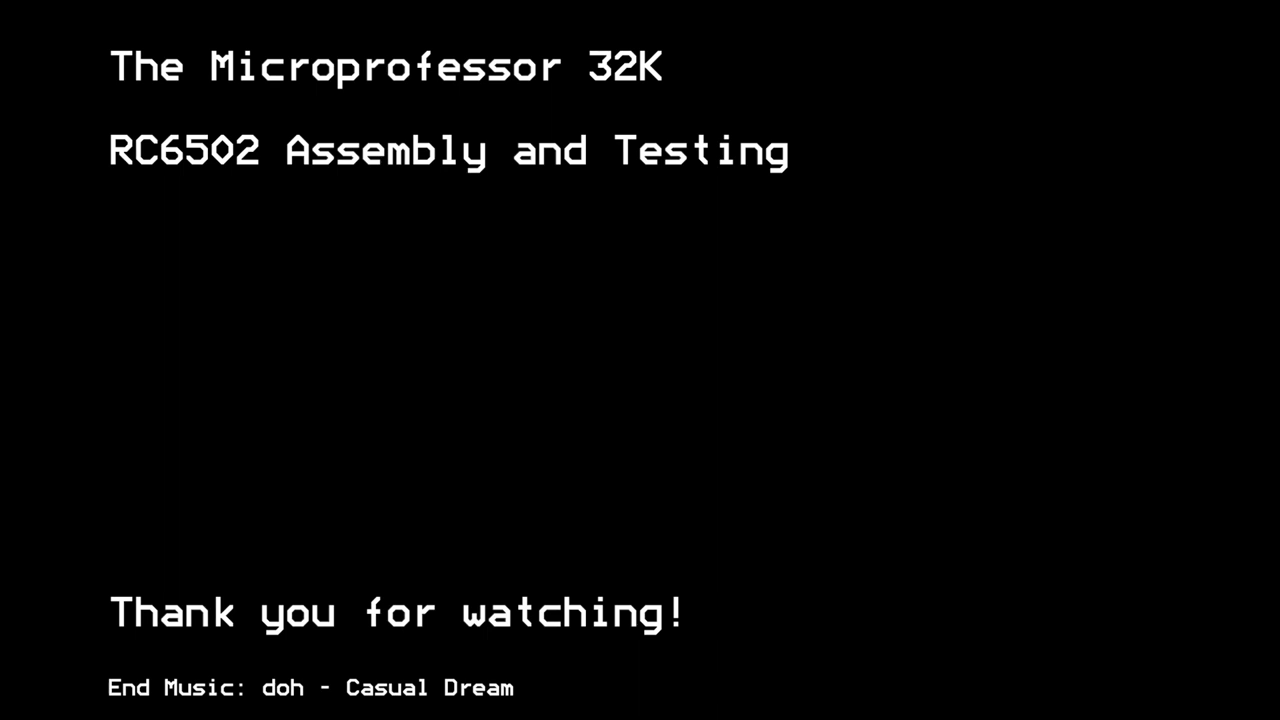 The Microprofessor 32K
RC6502 Assembly and Testing
Thank you for watching!
End Music: doh - Casual Dream